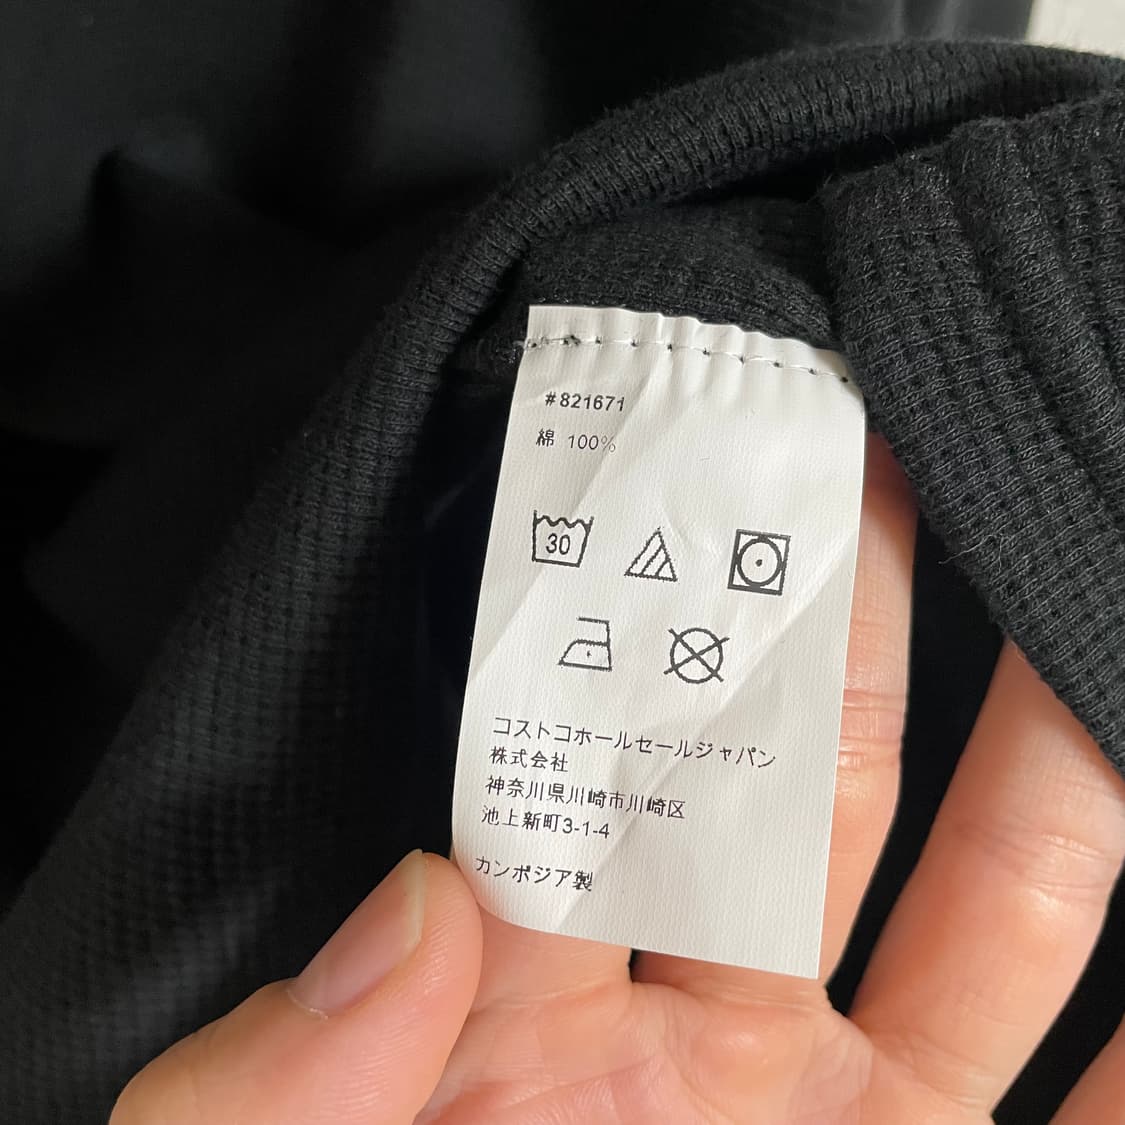 #821671
綿 100%
30
コストコホールセールジャパン
株式会社
神奈川県川崎市川崎区
池上新町3-1-4
カンボジア製